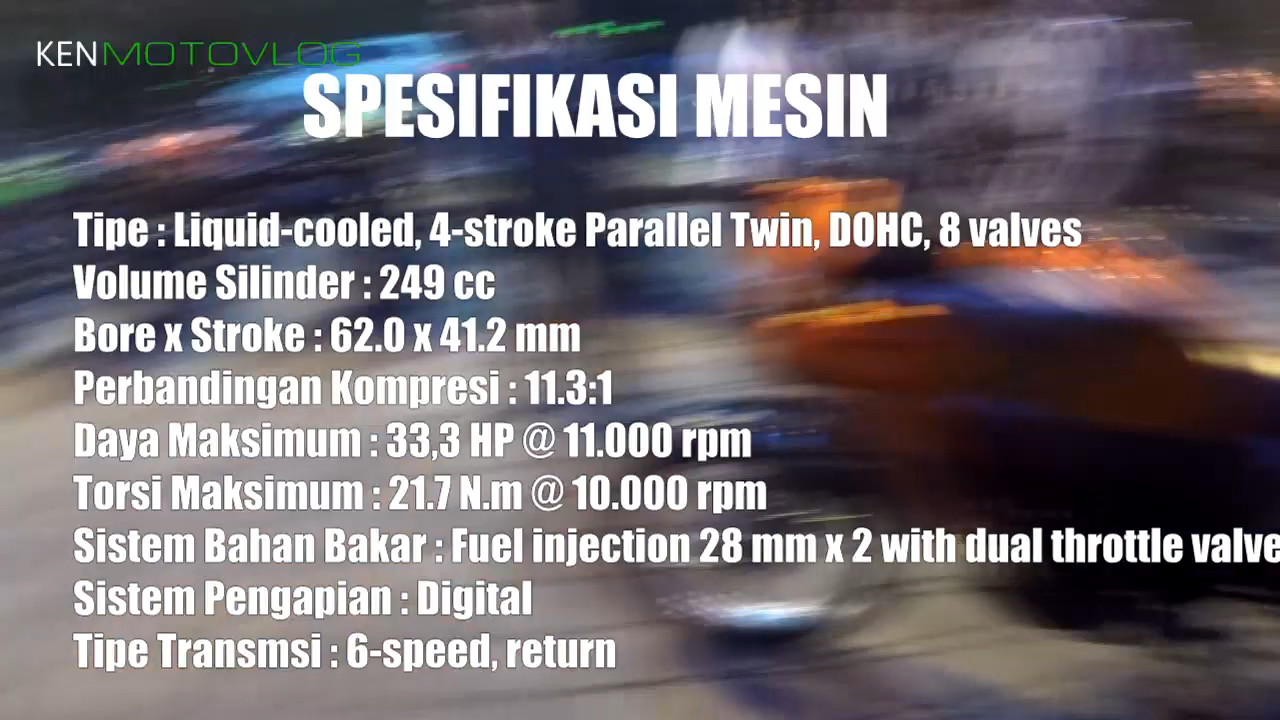 KENMOTOVLOG
SPESIFIKASI MESIN
Tipe : Liquid-cooled, 4-stroke Parallel Twin, DOHC, 8 valves
Volume Silinder : 249 cc
Bore x Stroke : 62.0 x 41.2 mm
Perbandingan Kompresi : 11.3:1
Daya Maksimum : 33,3 HP @ 11.000 rpm
Torsi Maksimum : 21.7 N.m @ 10.000 rpm
Sistem Bahan Bakar : Fuel injection 28 mm x 2 with dual throttle valve
Sistem Pengapian : Digital
Tipe Transmsi : 6-speed, return